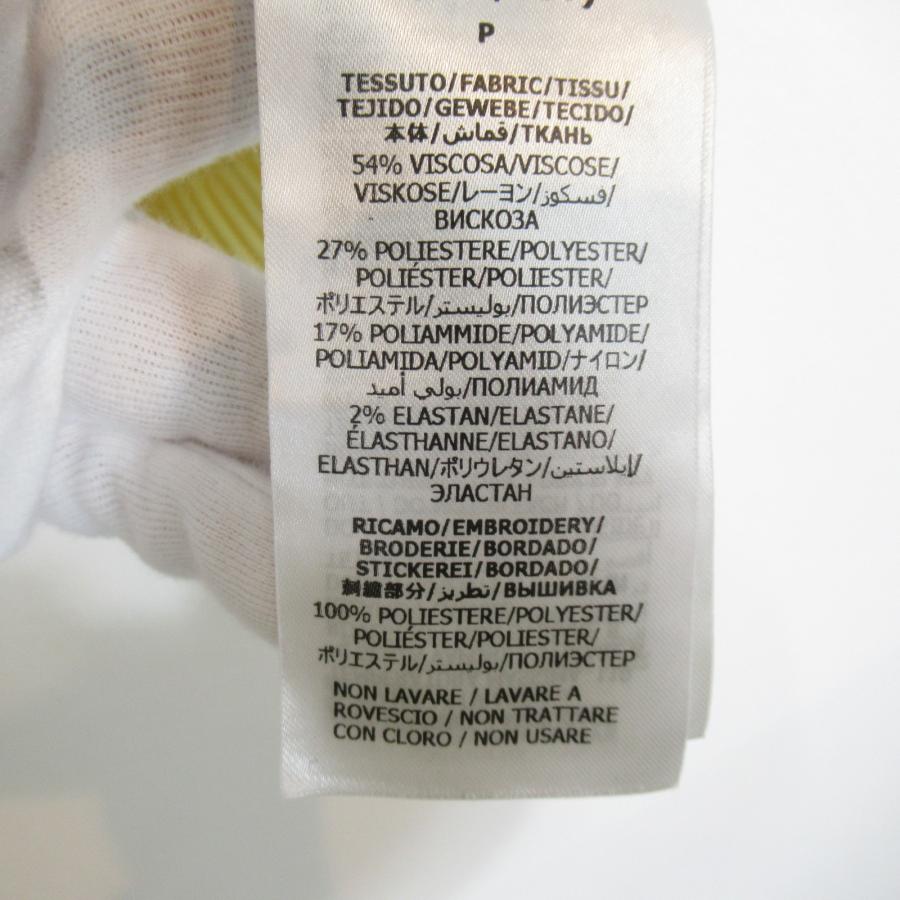 P
TESSUTO/FABRIC/TISSU/
TEJIDO/GEWEBE/TECIDO/
本体/قماش/ТКАНЬ
54% VISCOSA/VISCOSE/
VISKOSE/レーヨン/فسكوز/
ВИСКОЗА
27% POLIESTERE/POLYESTER/
POLIÉSTER/POLIESTER/
ポリエステル/بوليستر/ПОЛИЭСТЕР
17% POLIAMMIDE/POLYAMIDE/
POLIAMIDA/POLYAMID/ナイロン/
بولي أميد/ПОЛИАМИД
2% ELASTAN/ELASTANE/
ÉLASTHANNE/ELASTANO/
ELASTHAN/ポリウレタン/إيلاستين/
ЭЛАСТАН
RICAMO/EMBROIDERY/
BRODERIE/BORDADO/
STICKEREI/BORDADO/
刺繍部分/تطريز/ВЫШИВКА
100% POLIESTERE/POLYESTER/
POLIÉSTER/POLIESTER/
ポリエステル/بوليستر/ПОЛИЭСТЕР
NON LAVARE / LAVARE A
ROVESCIO / NON TRATTARE
CON CLORO / NON USARE